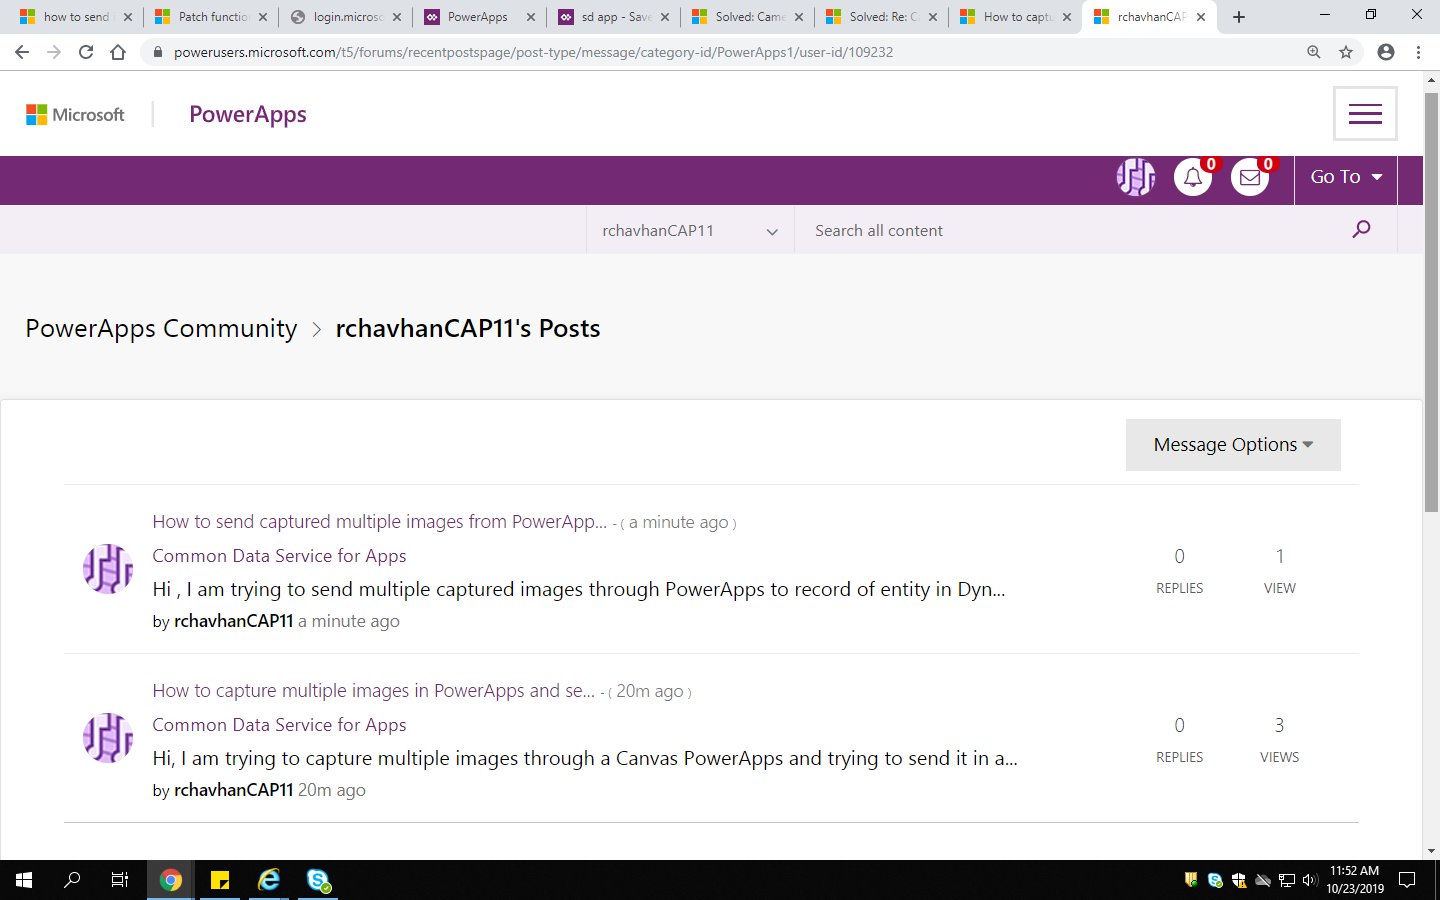 how to send
Patch functio
login.microsc
PowerApps
sd app - Save
Solved: Came
Solved: Re: C
How to captu
rchavhanCAP
powerusers.microsoft.com/t5/forums/recentpostspage/post-type/message/category-id/PowerApps1/user-id/109232
Microsoft
PowerApps
0
0
Go To
rchavhanCAP11
Search all content
PowerApps Community > rchavhanCAP11's Posts
Message Options
How to send captured multiple images from PowerApp... - ( a minute ago )
Common Data Service for Apps
Hi , I am trying to send multiple captured images through PowerApps to record of entity in Dyn...
by rchavhanCAP11 a minute ago
0
REPLIES
1
VIEW
How to capture multiple images in PowerApps and se... - ( 20m ago )
Common Data Service for Apps
Hi, I am trying to capture multiple images through a Canvas PowerApps and trying to send it in a...
by rchavhanCAP11 20m ago
0
REPLIES
3
VIEWS
11:52 AM
10/23/2019